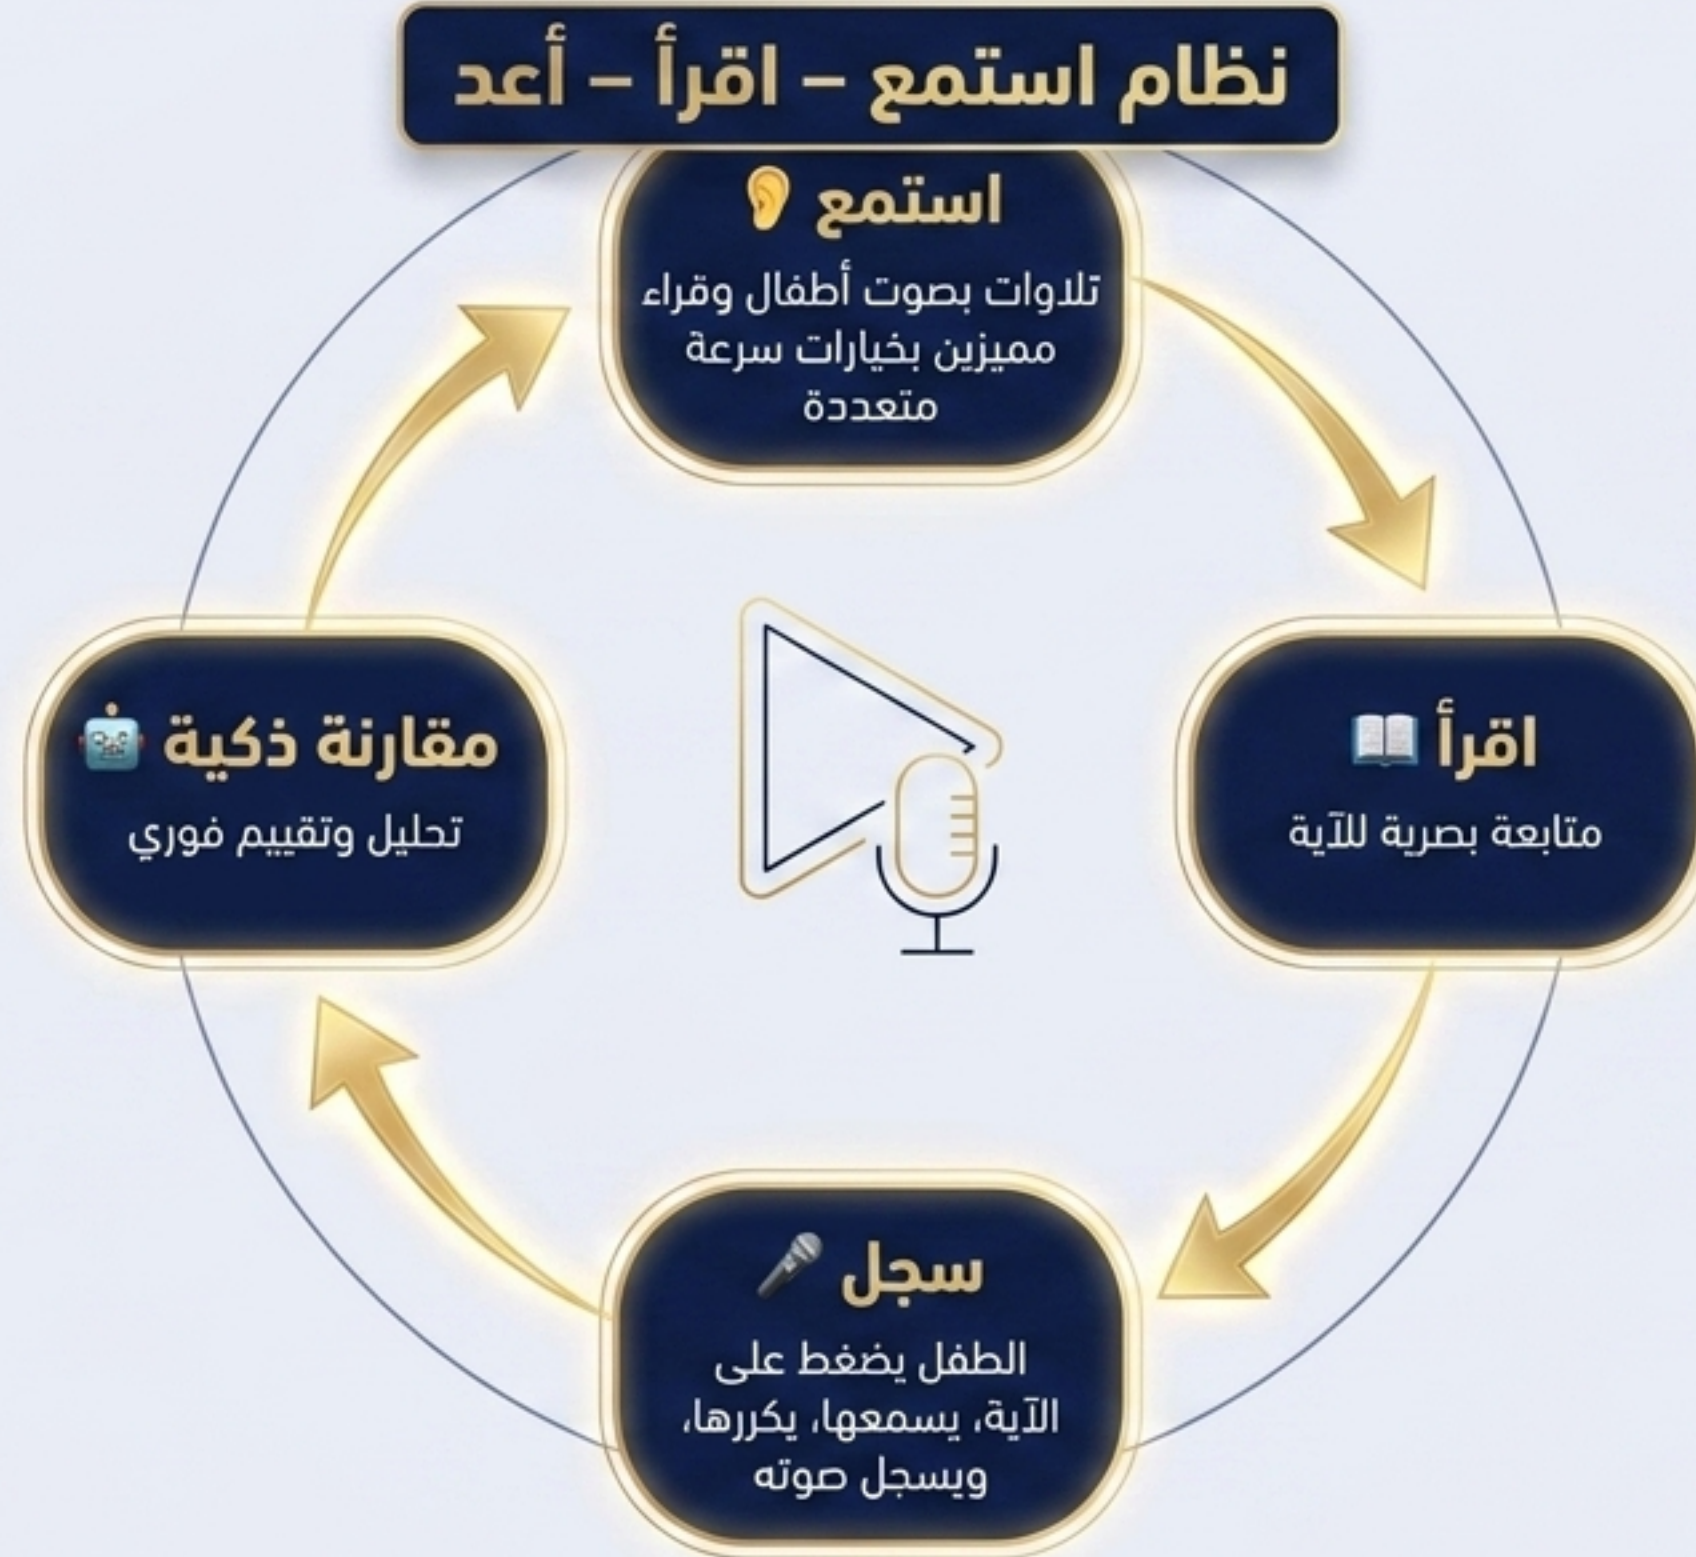 نظام استمع – اقرأ – أعد
استمع 👂
تلاوات بصوت أطفال وقراء
مميزين بخيارات سرعة
متعددة
اقرأ 📖
متابعة بصرية للآية
سجل 🎤
الطفل يضغط على
الآية، يسمعها، يكررها،
ويسجل صوته
مقارنة ذكية 🤖
تحليل وتقييم فوري